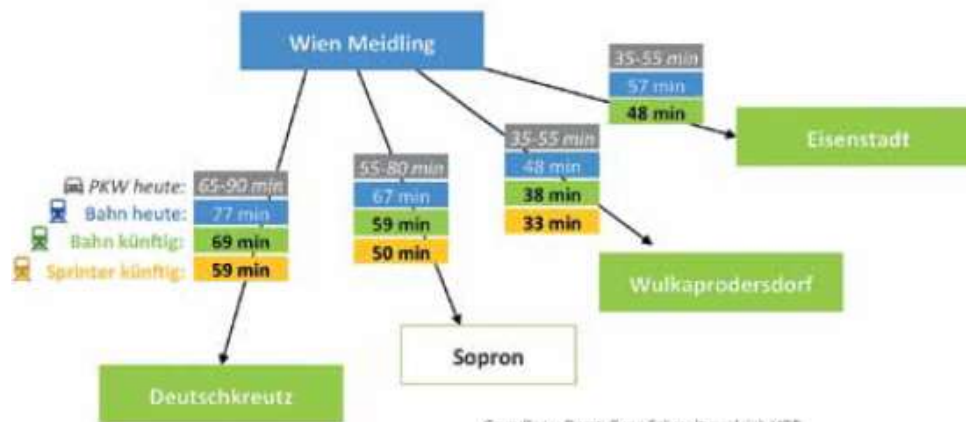 Wien Meidling
35-55 min
57 min
48 min
Eisenstadt
35-55 min
48 min
38 min
33 min
Wulkaprodersdorf
55-80 min
67 min
59 min
50 min
Sopron
PKW heute: 65-90 min
Bahn heute: 77 min
Bahn künftig: 69 min
Sprinter künftig: 59 min
Deutschkreutz